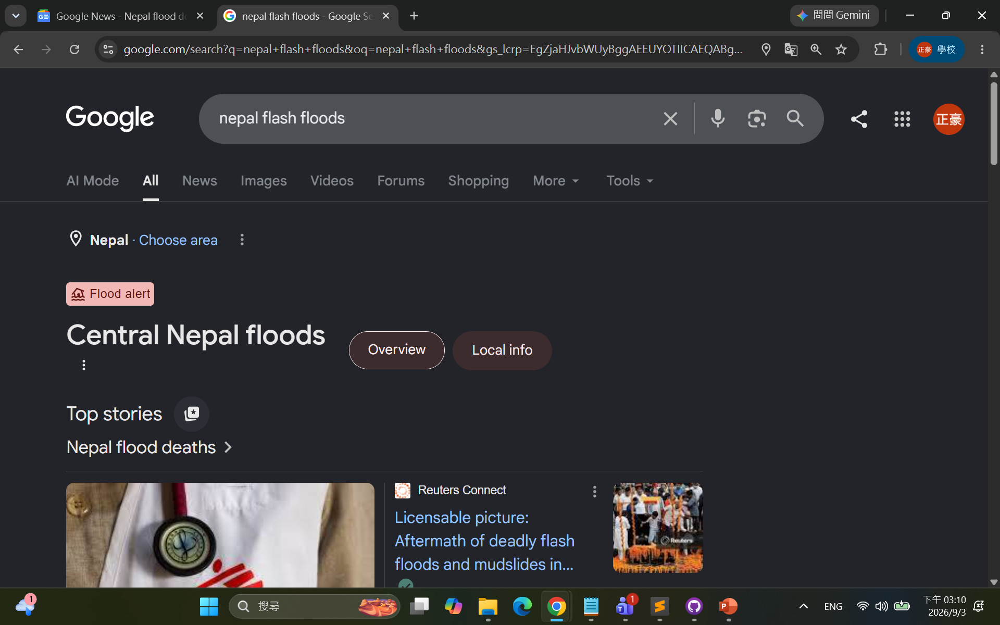 Google News - Nepal flood de
nepal flash floods - Google Se
問問 Gemini
google.com/search?q=nepal+flash+floods&oq=nepal+flash+floods&gs_lcrp=EgZjaHJvbWUyBggAEEUYOTIICAEQABg...
正豪 學校
Google
nepal flash floods
正豪
AI Mode
All
News
Images
Videos
Forums
Shopping
More
Tools
Nepal · Choose area
Flood alert
Central Nepal floods
Overview
Local info
Top stories
Nepal flood deaths
Reuters Connect
Licensable picture:
Aftermath of deadly flash
floods and mudslides in...
Reuters
1
搜尋
1
ENG
下午 03:10
2026/9/3